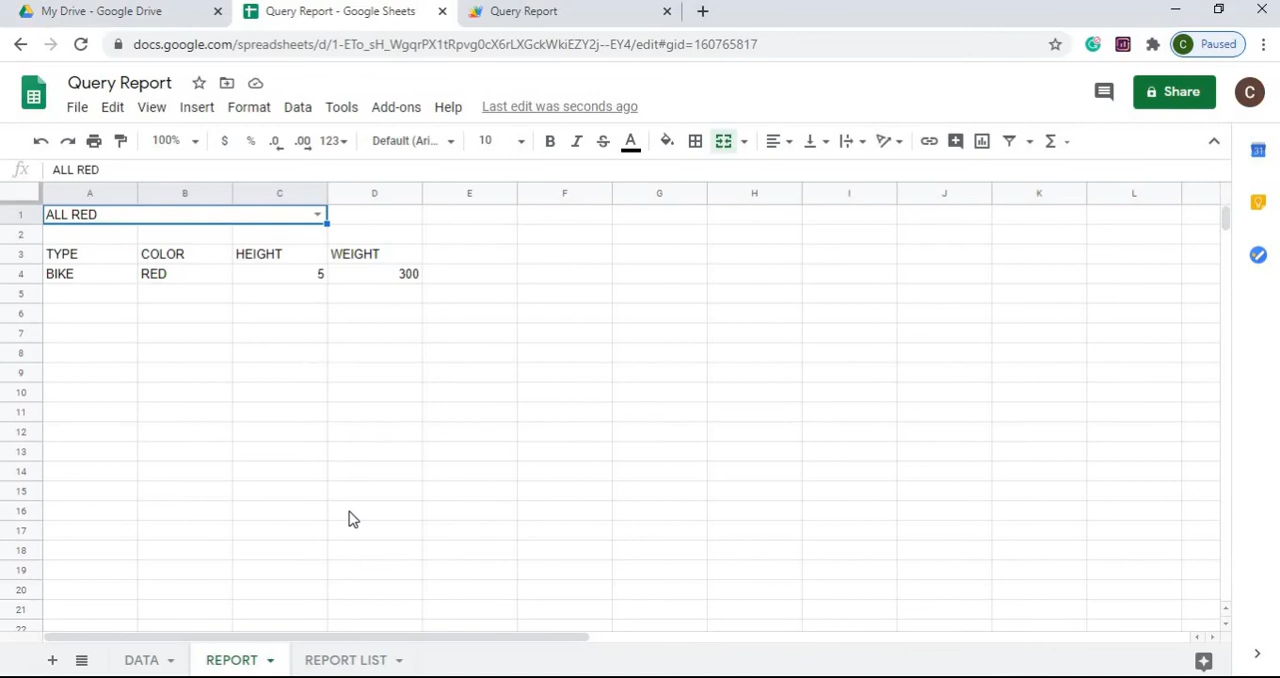 My Drive - Google Drive
Query Report - Google Sheets
Query Report
docs.google.com/spreadsheets/d/1-ETo_sH_WgqrPX1tRpvg0cX6rLXGckWkiEZY2j--EY4/edit#gid=160765817
C Paused
Query Report
File Edit View Insert Format Data Tools Add-ons Help Last edit was seconds ago
Share
C
100% $ % .0 .00 123 Default (Ari... 10 B I S A Σ
31
fx ALL RED
A B C D E F G H I J K L
1 ALL RED
2
3 TYPE COLOR HEIGHT WEIGHT
4 BIKE RED 5 300
5
6
7
8
9
10
11
12
13
14
15
16
17
18
19
20
21
22
DATA REPORT REPORT LIST